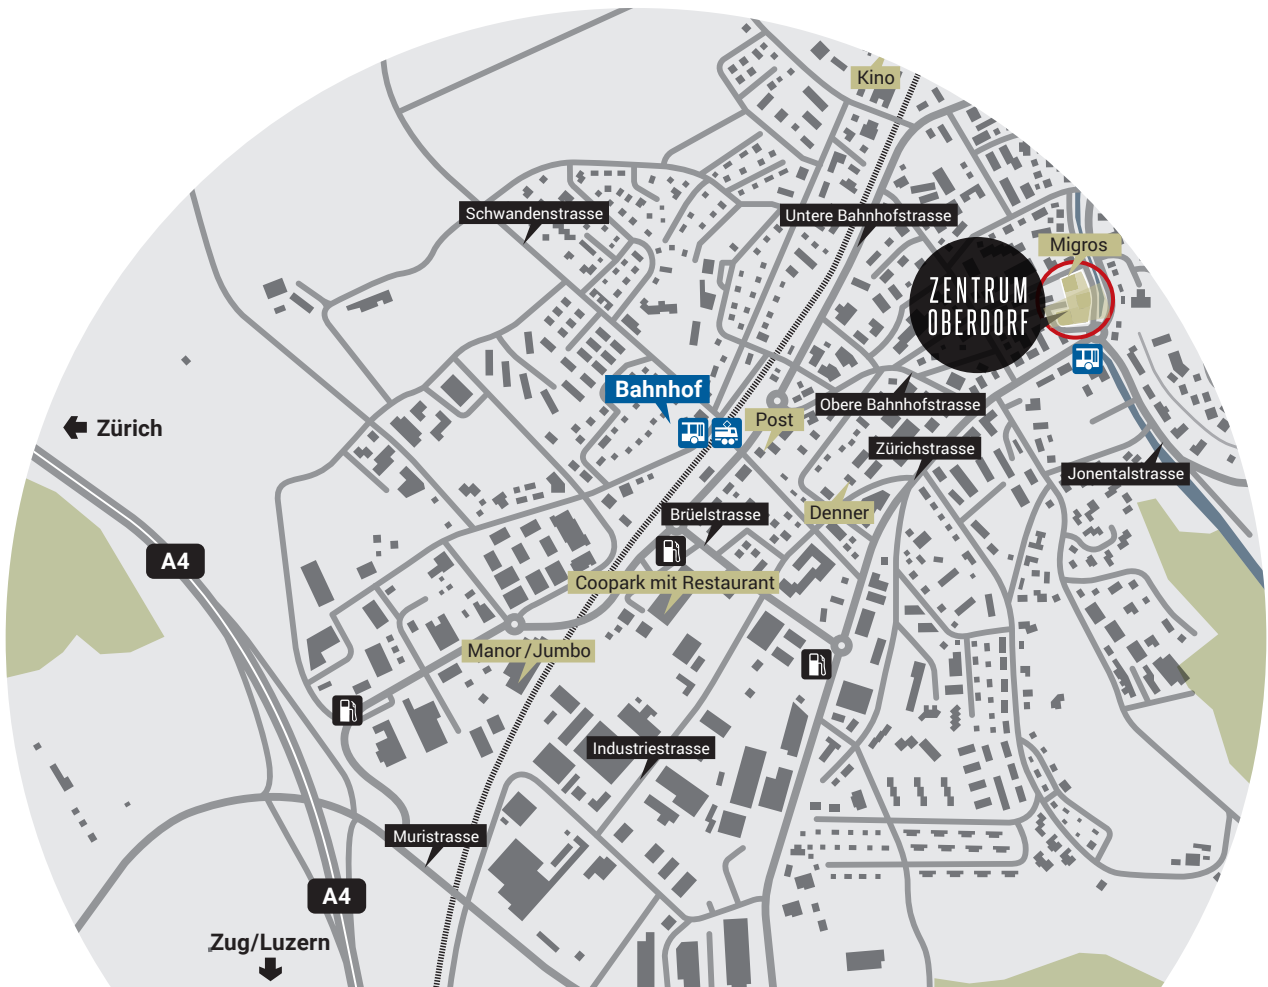 Kino
Schwandenstrasse
Untere Bahnhofstrasse
Migros
ZENTRUM
OBERDORF
Bahnhof
Obere Bahnhofstrasse
Post
Zürich
Zürichstrasse
Jonentalstrasse
Denner
Brüelstrasse
A4
Coopark mit Restaurant
Manor/Jumbo
Industriestrasse
Muristrasse
A4
Zug/Luzern